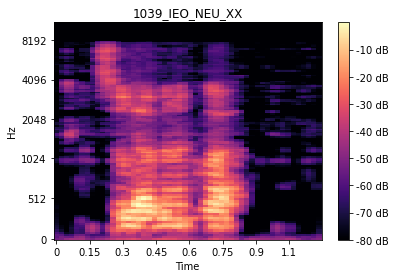 1039_IEO_NEU_XX
8192
4096
2048
1024
512
0
Hz
0 0.15 0.3 0.45 0.6 0.75 0.9 1.1
Time
-10 dB
-20 dB
-30 dB
-40 dB
-50 dB
-60 dB
-70 dB
-80 dB